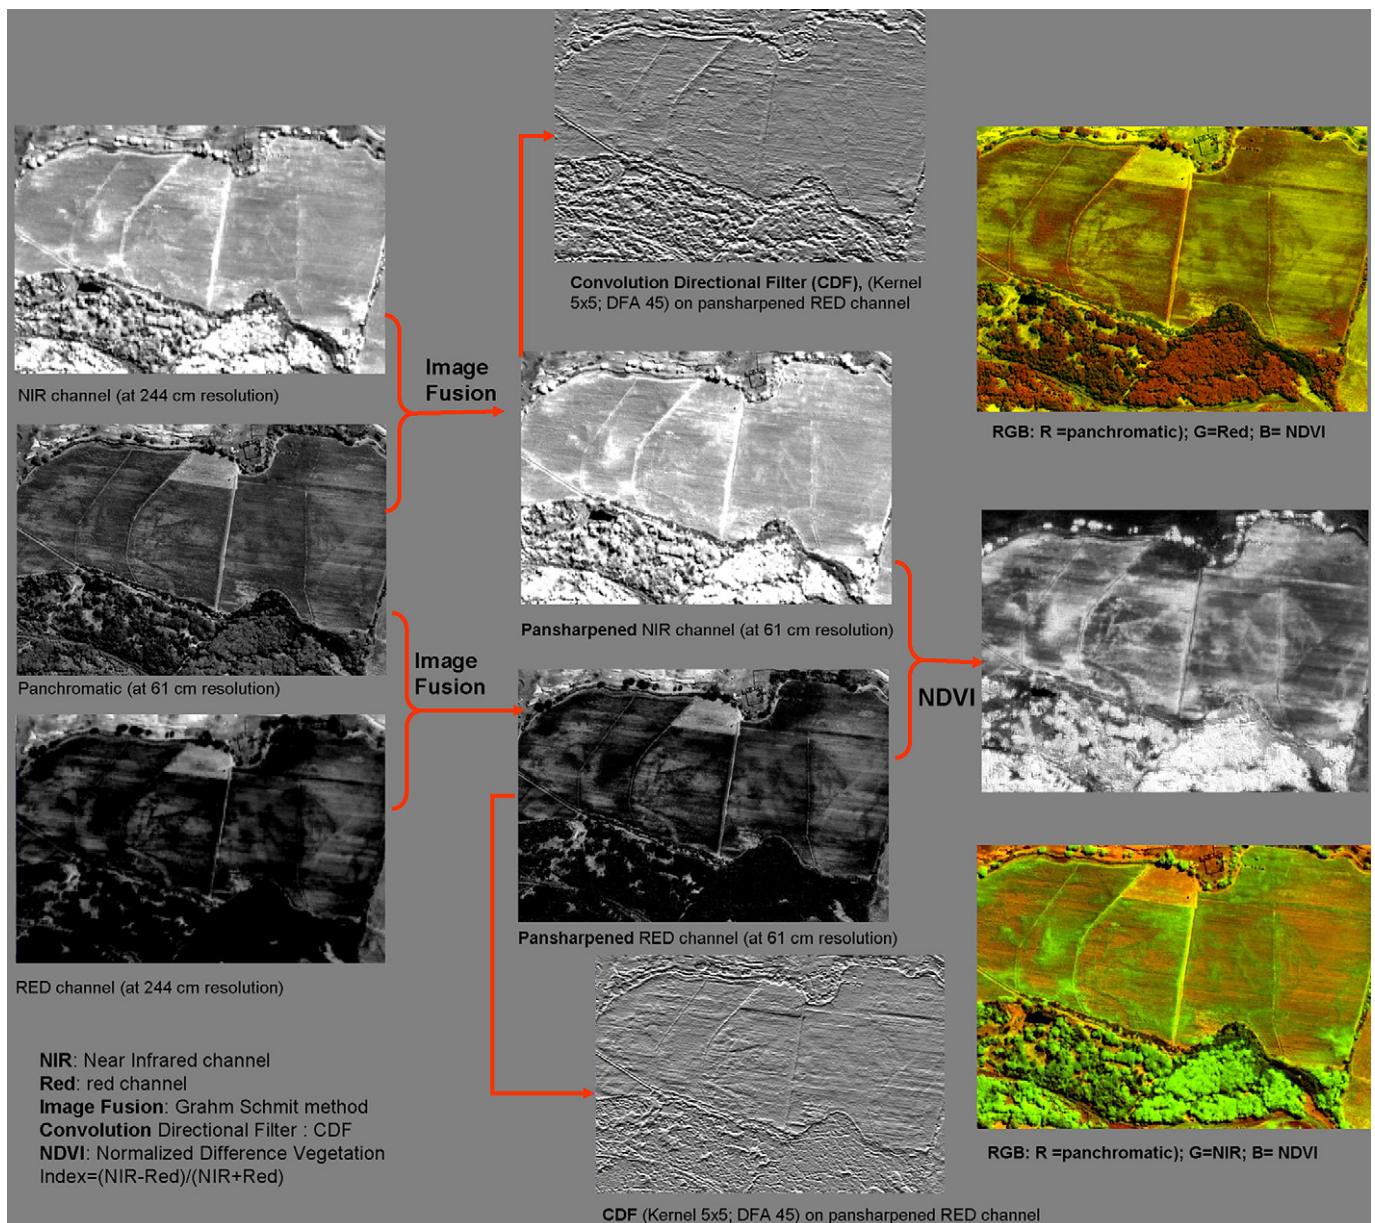 Convolution Directional Filter (CDF), (Kernel
5x5; DFA 45) on pansharpened RED channel
NIR channel (at 244 cm resolution)
Image
Fusion
RGB: R =panchromatic); G=Red; B= NDVI
Pansharpened NIR channel (at 61 cm resolution)
Panchromatic (at 61 cm resolution)
Image
Fusion
NDVI
Pansharpened RED channel (at 61 cm resolution)
RED channel (at 244 cm resolution)
NIR: Near Infrared channel
Red: red channel
Image Fusion: Grahm Schmit method
Convolution Directional Filter : CDF
NDVI: Normalized Difference Vegetation
Index=(NIR-Red)/(NIR+Red)
RGB: R =panchromatic); G=NIR; B= NDVI
CDF (Kernel 5x5; DFA 45) on pansharpened RED channel